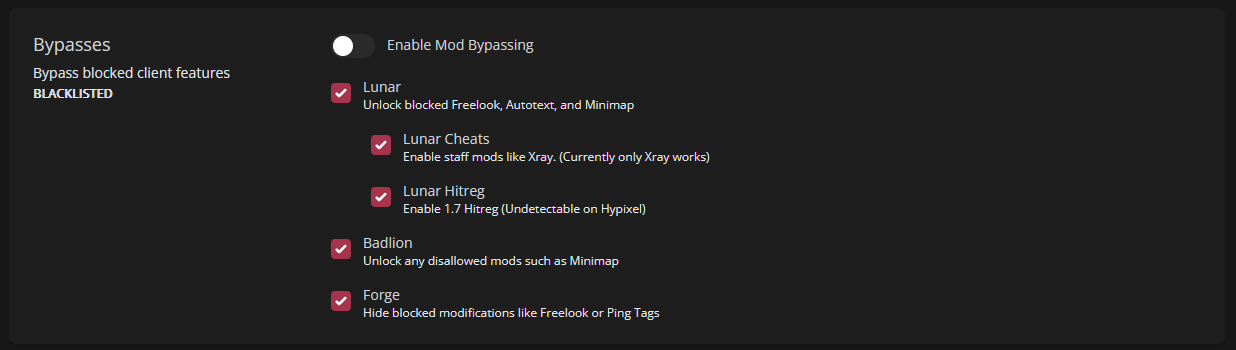 Bypasses
Bypass blocked client features
BLACKLISTED
Enable Mod Bypassing
Lunar
Unlock blocked Freelook, Autotext, and Minimap
Lunar Cheats
Enable staff mods like Xray. (Currently only Xray works)
Lunar Hitreg
Enable 1.7 Hitreg (Undetectable on Hypixel)
Badlion
Unlock any disallowed mods such as Minimap
Forge
Hide blocked modifications like Freelook or Ping Tags